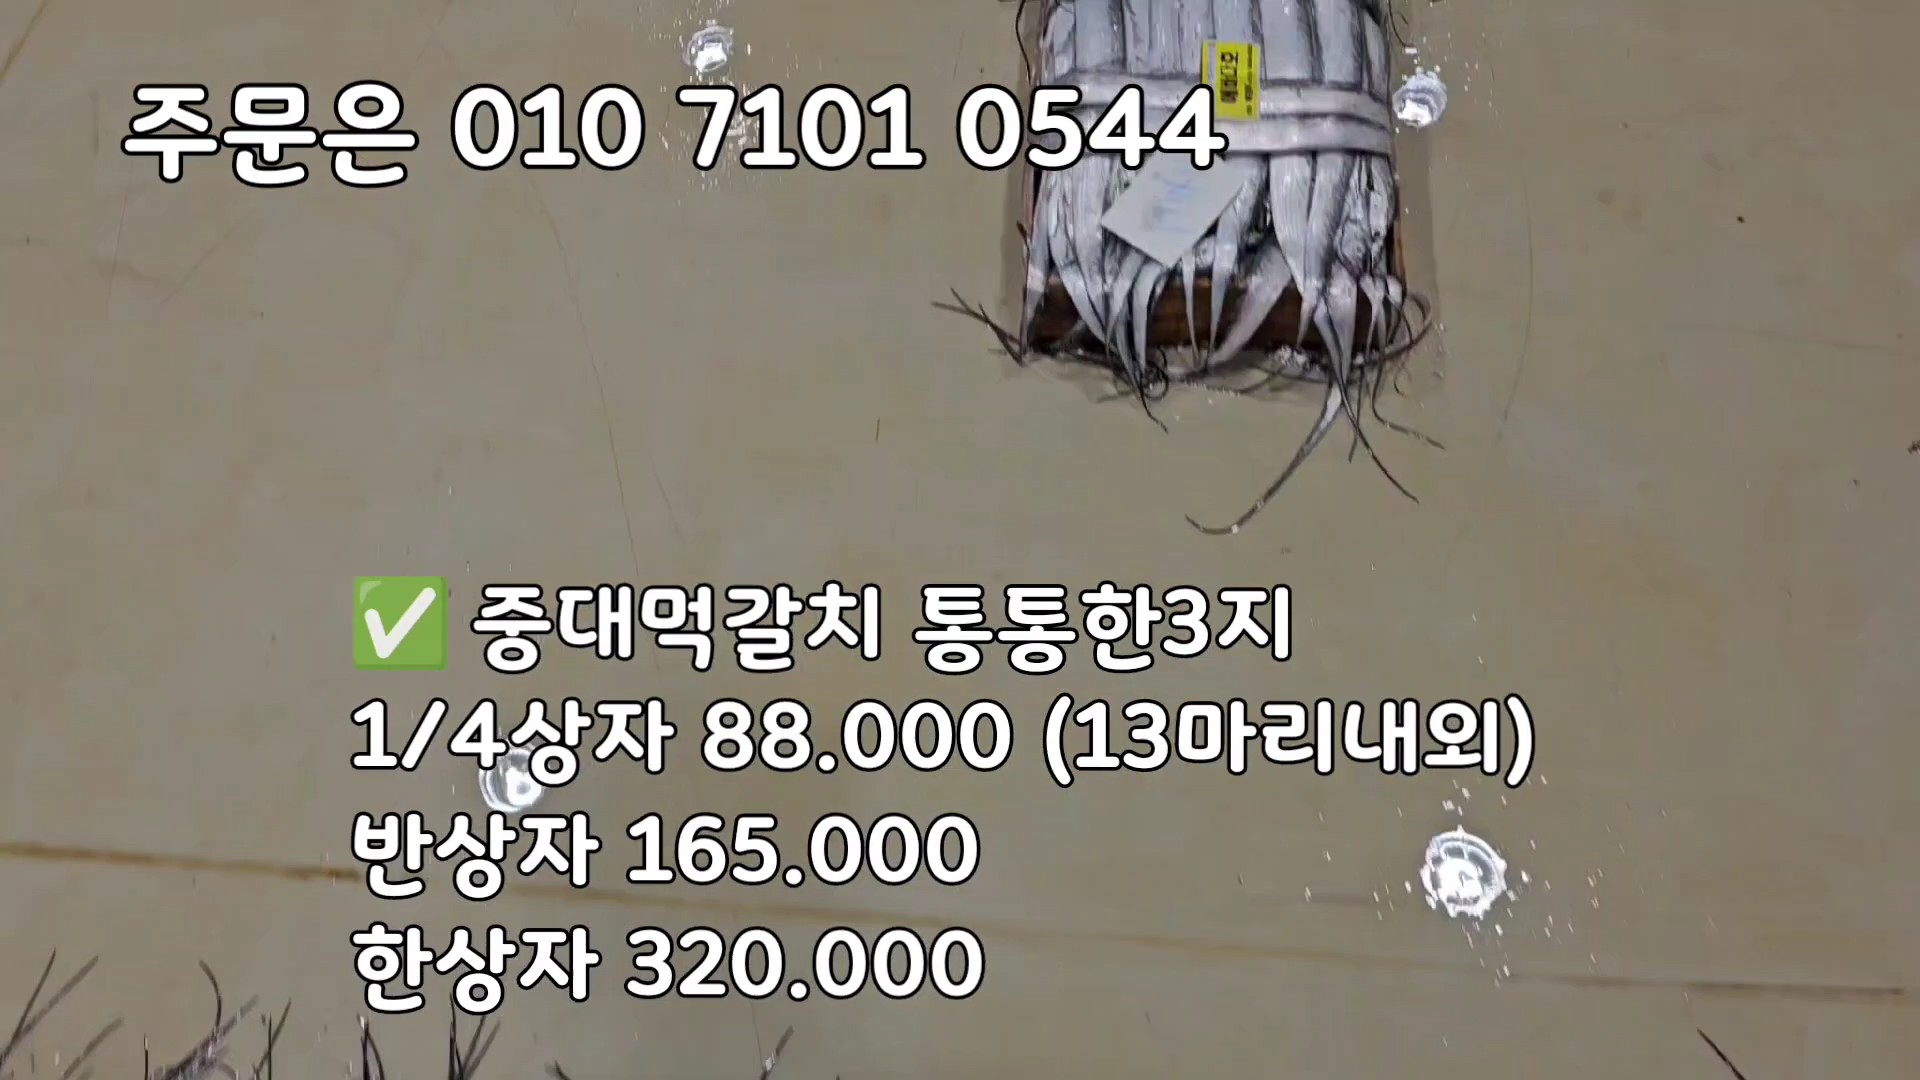 주문은 010 7101 0544
✅ 중대먹갈치 통통한3지
1/4상자 88.000 (13마리내외)
반상자 165.000
한상자 320.000